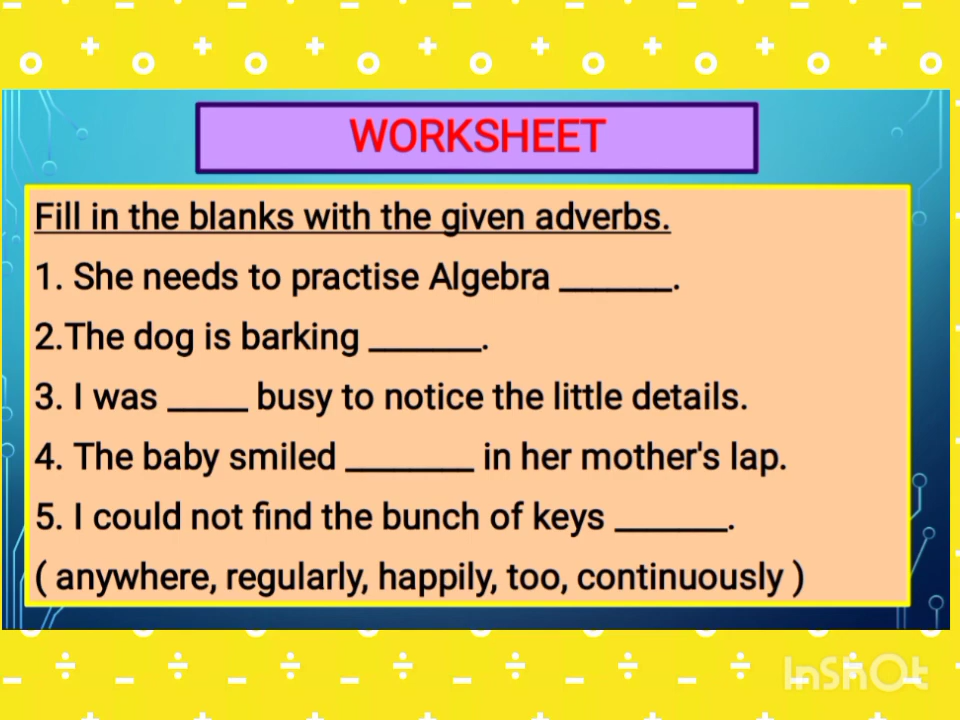 WORKSHEET
Fill in the blanks with the given adverbs.
1. She needs to practise Algebra _______.
2.The dog is barking _______.
3. I was _____ busy to notice the little details.
4. The baby smiled ________ in her mother's lap.
5. I could not find the bunch of keys _______.
( anywhere, regularly, happily, too, continuously )
InShOt